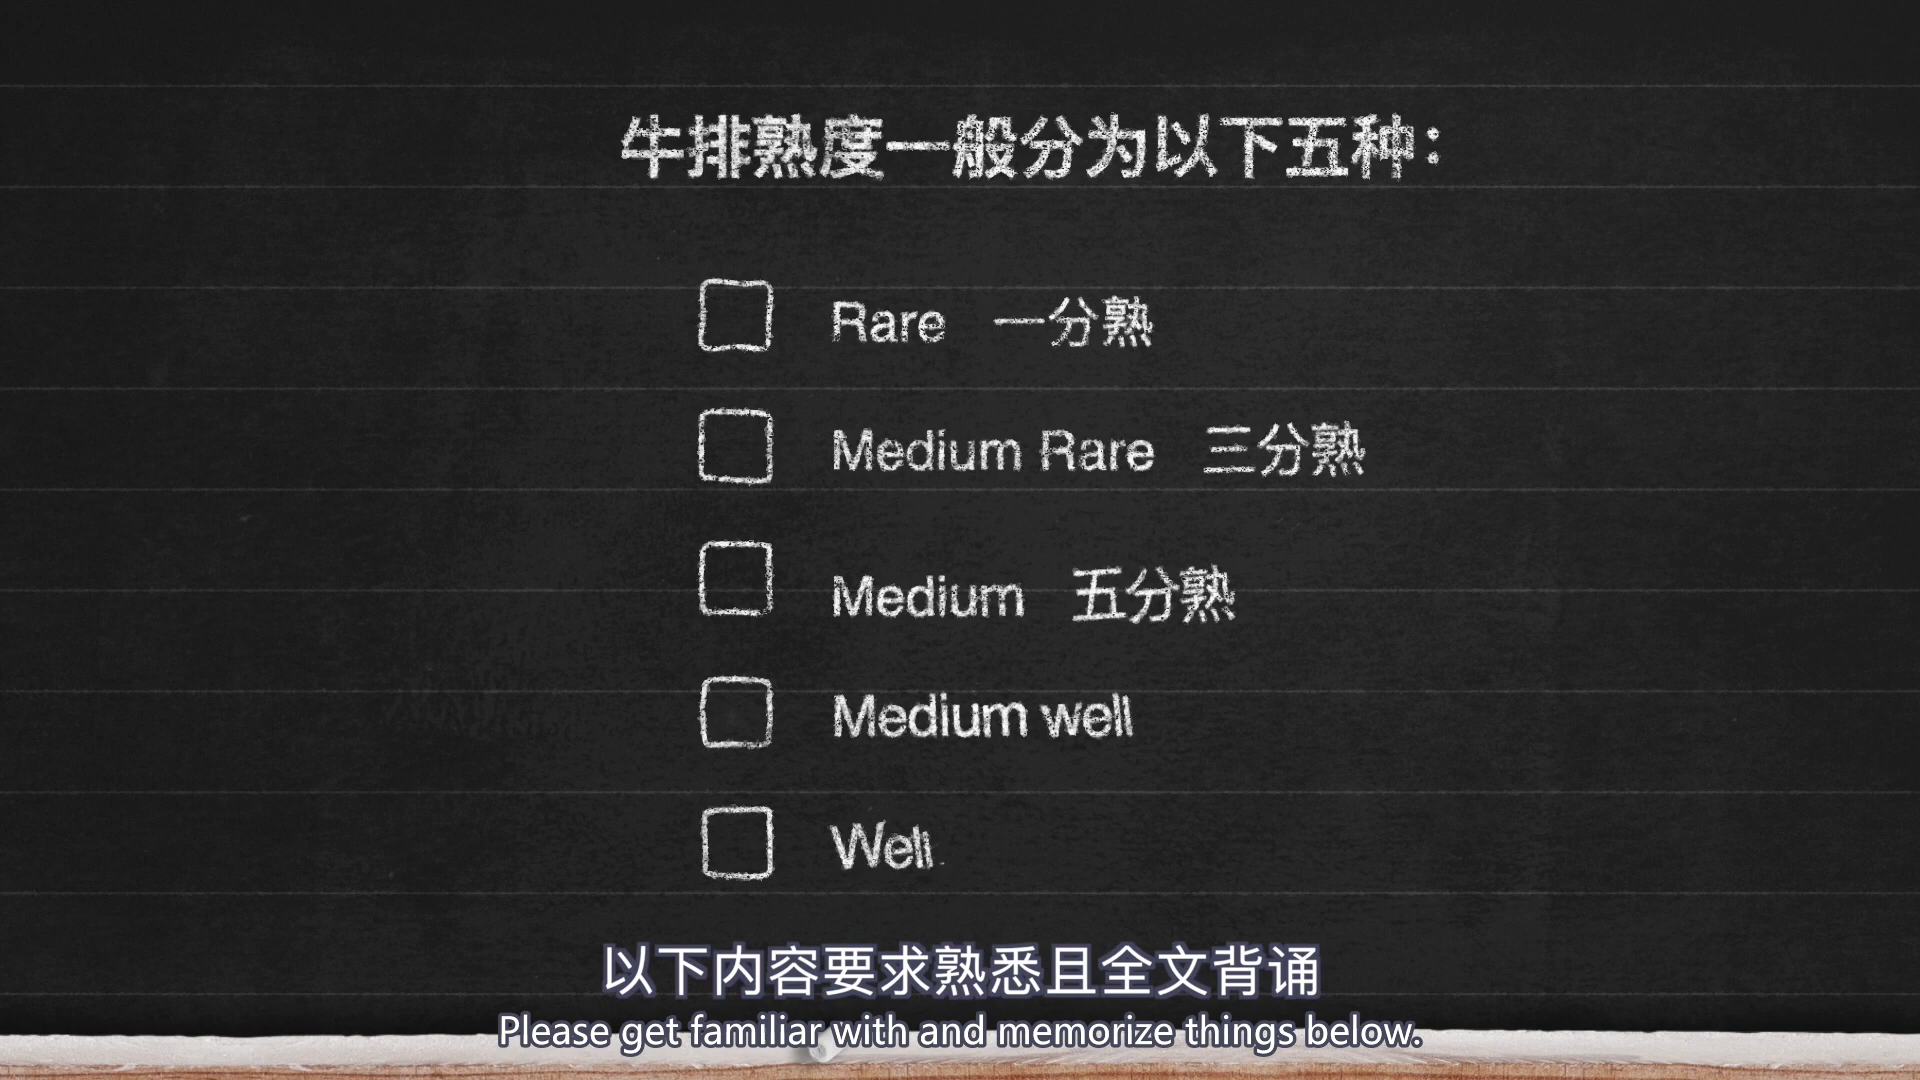 牛排熟度一般分为以下五种：
Rare 一分熟
Medium Rare 三分熟
Medium 五分熟
Medium well
Well
以下内容要求熟悉且全文背诵
Please get familiar with and memorize things below.